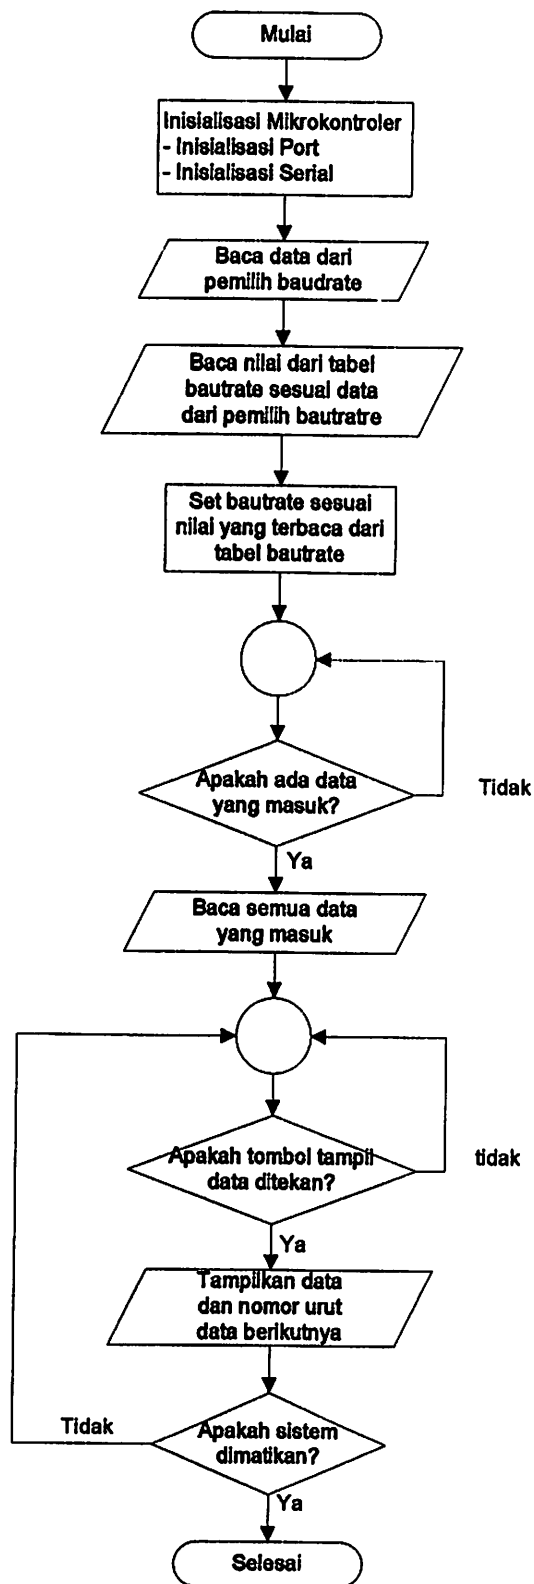 Mulai
Inisialisasi Mikrokontroler
- Inisialisasi Port
- Inisialisasi Serial
Baca data dari
pemilih baudrate
Baca nilai dari tabel
bautrate sesuai data
dari pemilih bautratre
Set bautrate sesuai
nilai yang terbaca dari
tabel bautrate
Apakah ada data
yang masuk?
Tidak
Ya
Baca semua data
yang masuk
Apakah tombol tampil
data ditekan?
tidak
Ya
Tampilkan data
dan nomor urut
data berikutnya
Tidak
Apakah sistem
dimatikan?
Ya
Selesai